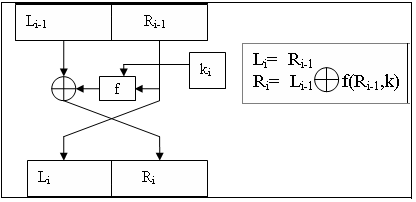 Lᵢ₋₁ Rᵢ₋₁
kᵢ
f
Lᵢ= Rᵢ₋₁
Rᵢ= Lᵢ₋₁⊕f(Rᵢ₋₁,k)
Lᵢ Rᵢ